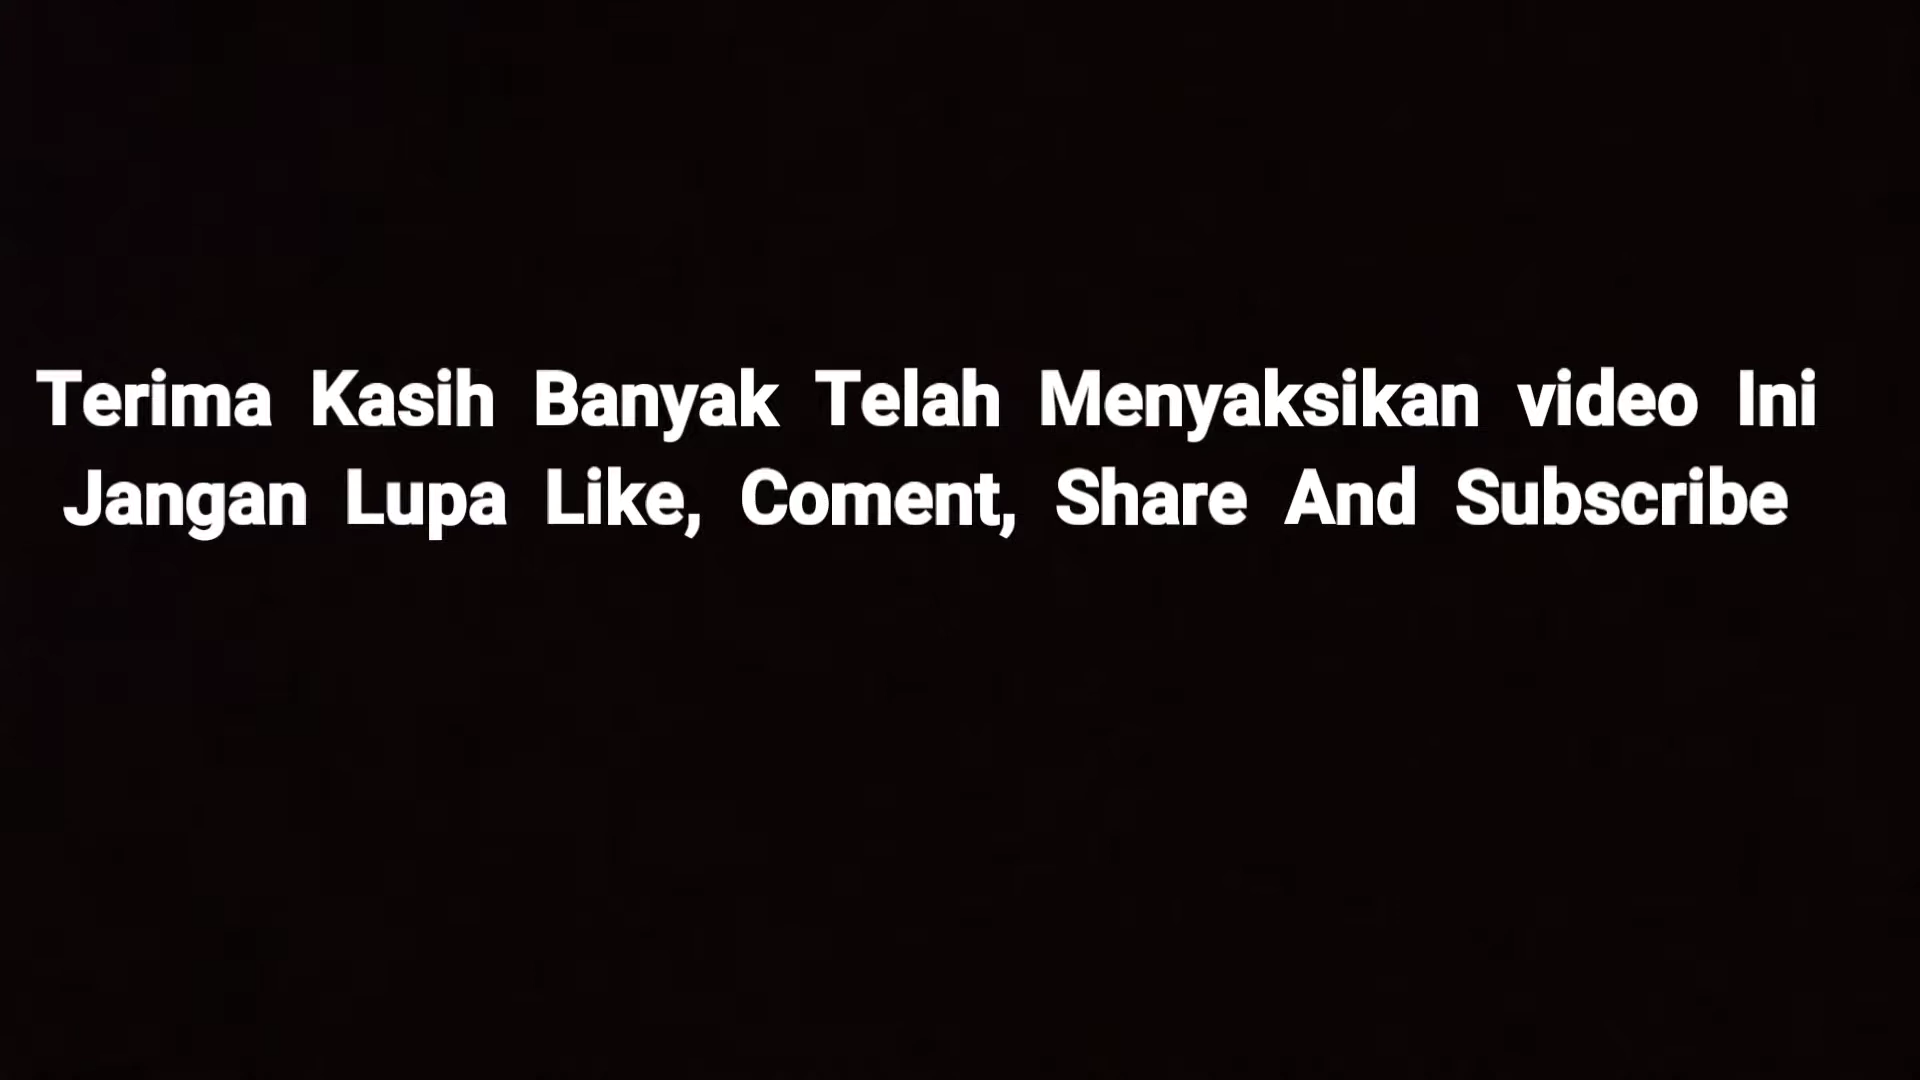 Terima Kasih Banyak Telah Menyaksikan video Ini
Jangan Lupa Like, Coment, Share And Subscribe